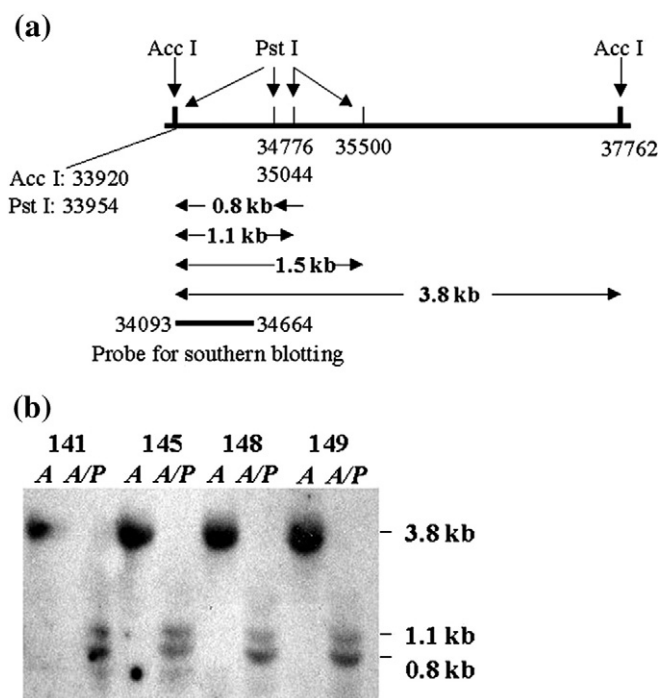 (a)
Acc I Pst I Acc I
34776 35500 37762
35044
Acc I: 33920
Pst I: 33954
0.8 kb
1.1 kb
1.5 kb
3.8 kb
34093 34664
Probe for southern blotting
(b)
141 145 148 149
A A/P A A/P A A/P A A/P
3.8 kb
1.1 kb
0.8 kb